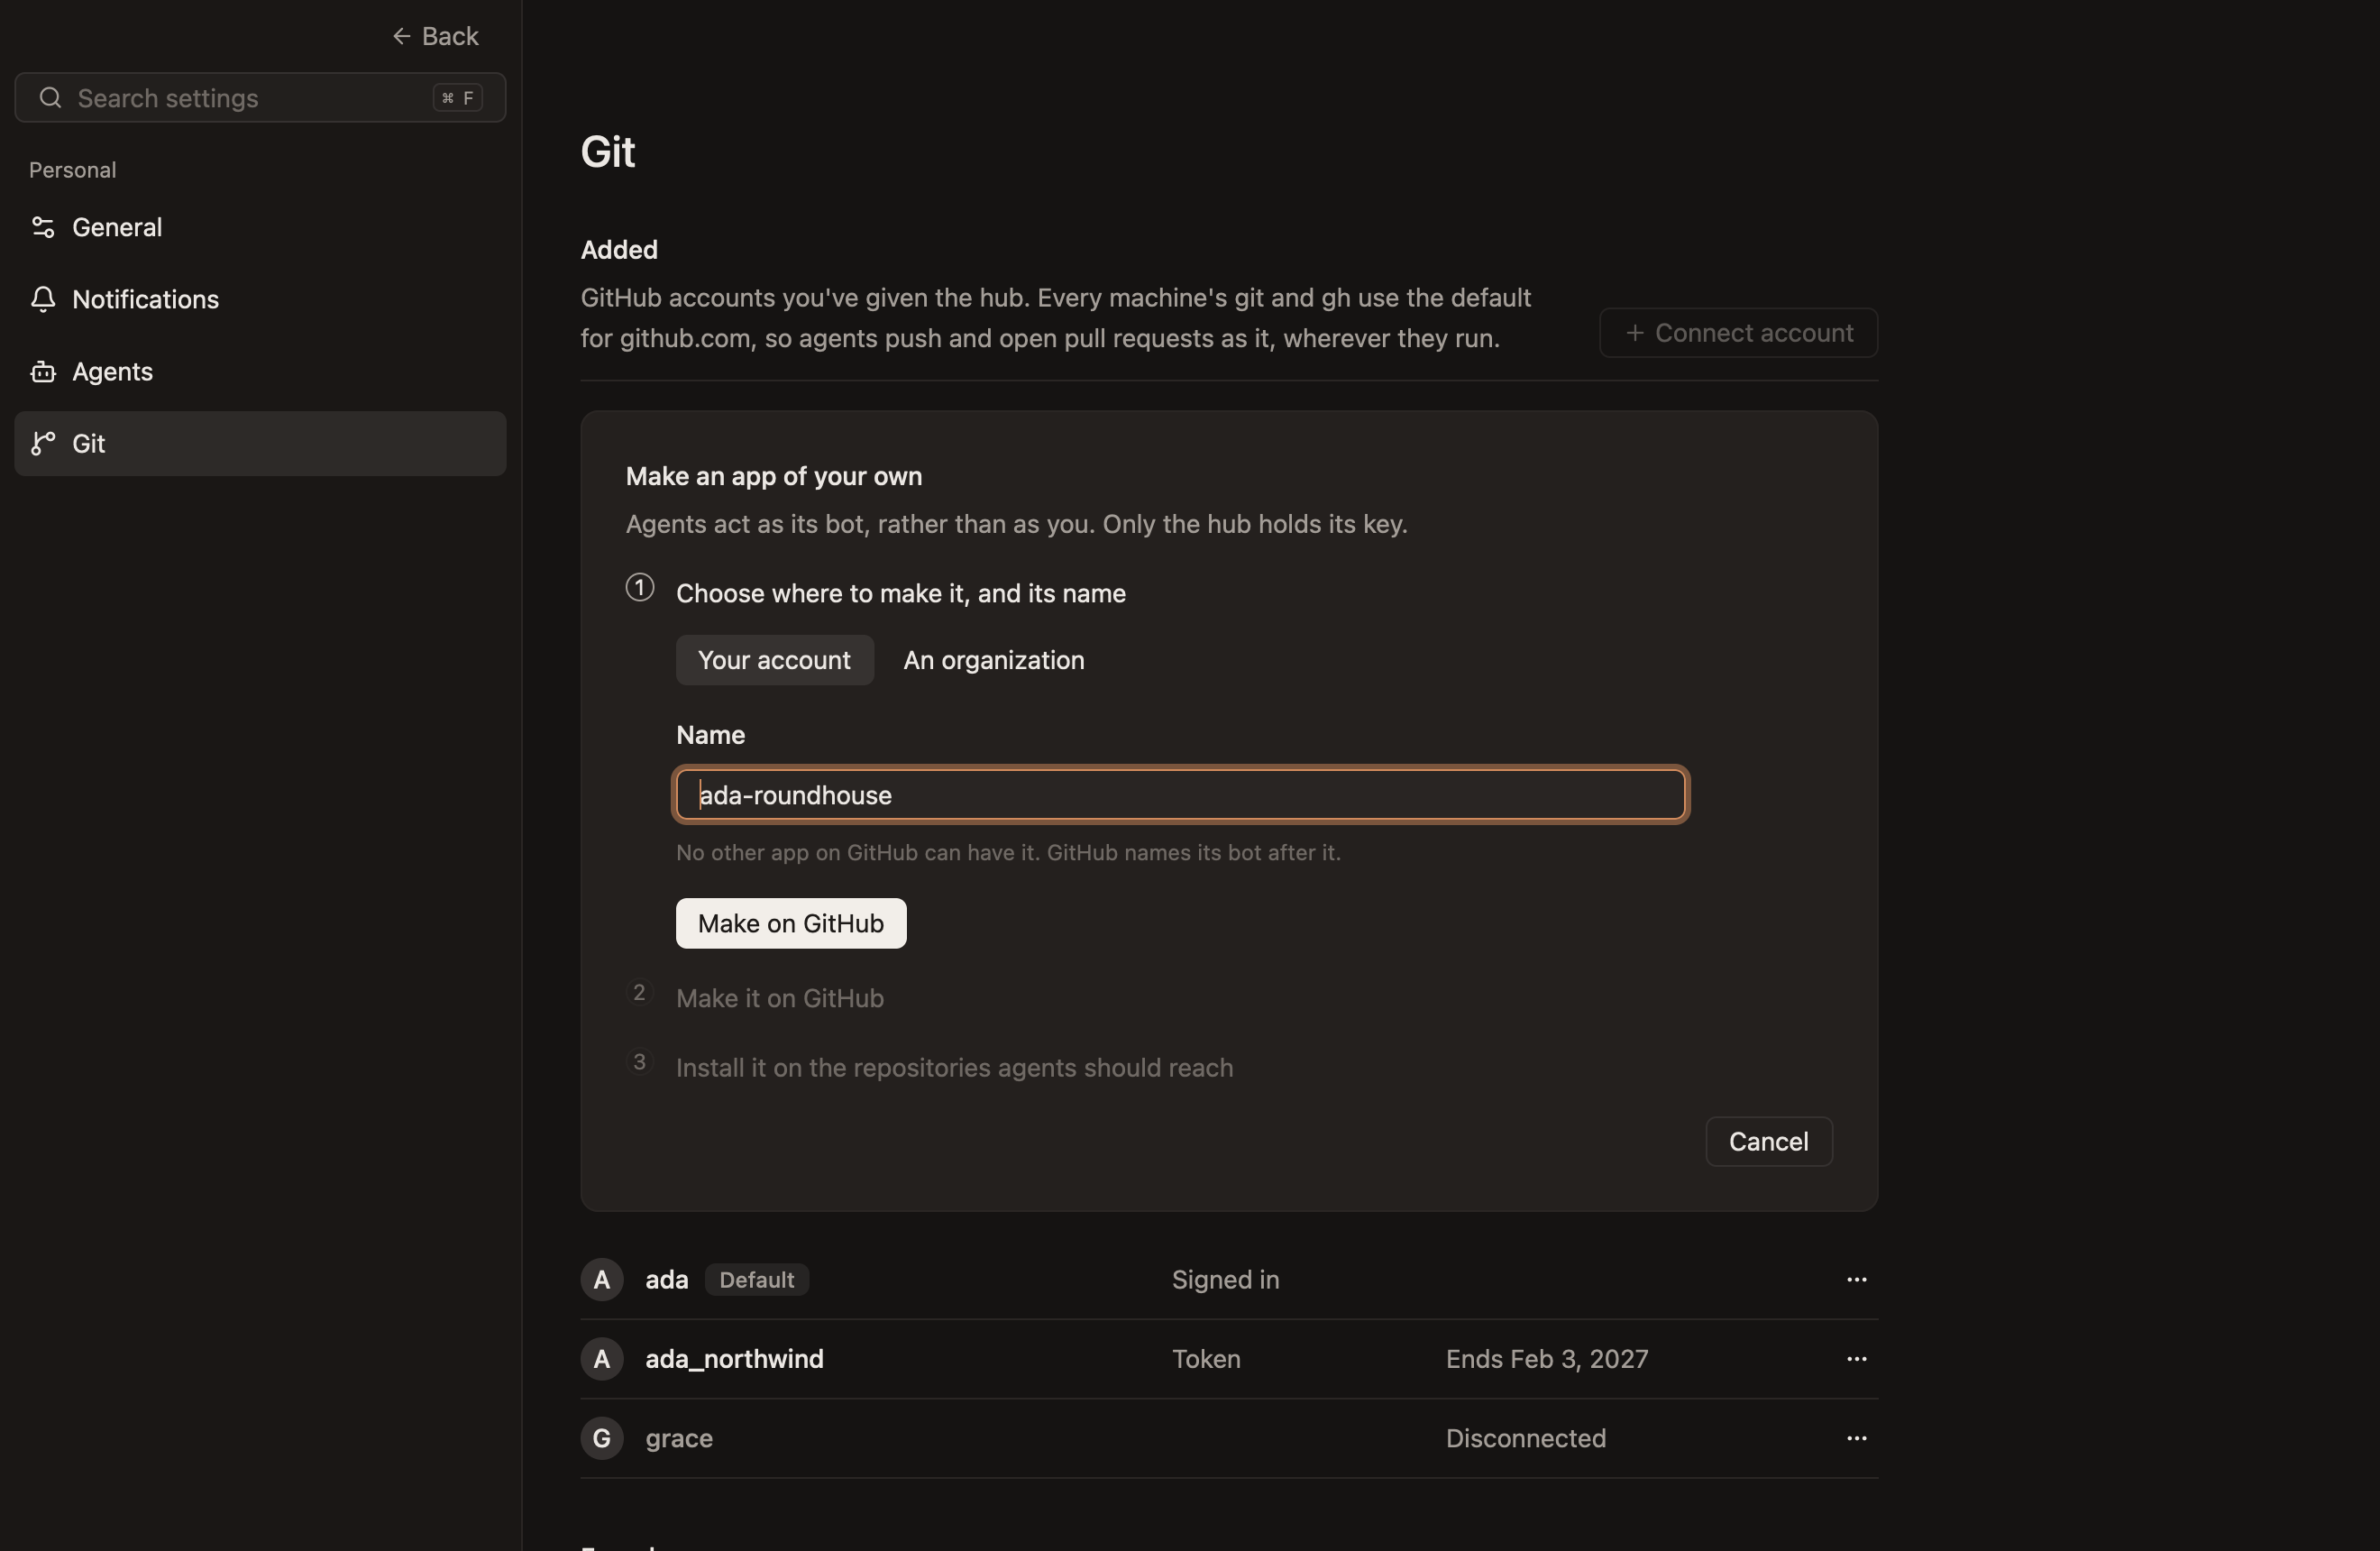 ← Back
Search settings
⌘ F
Personal
General
Notifications
Agents
Git
Git
Added
GitHub accounts you've given the hub. Every machine's git and gh use the default
for github.com, so agents push and open pull requests as it, wherever they run.
+ Connect account
Make an app of your own
Agents act as its bot, rather than as you. Only the hub holds its key.
1 Choose where to make it, and its name
Your account An organization
Name
ada-roundhouse
No other app on GitHub can have it. GitHub names its bot after it.
Make on GitHub
2 Make it on GitHub
3 Install it on the repositories agents should reach
Cancel
A ada Default Signed in ...
A ada_northwind Token Ends Feb 3, 2027 ...
G grace Disconnected ...